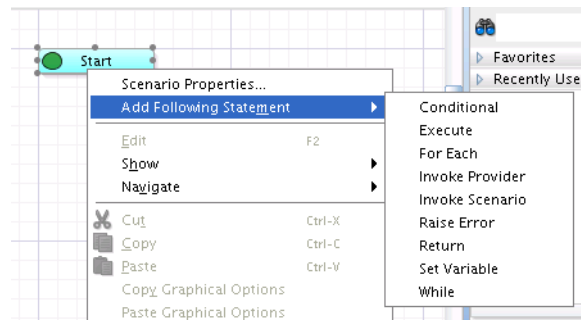 Start
Favorites
Recently Use
Scenario Properties...
Add Following Statement
Edit F2
Show
Navigate
Cut Ctrl-X
Copy Ctrl-C
Paste Ctrl-V
Copy Graphical Options
Paste Graphical Options
Conditional
Execute
For Each
Invoke Provider
Invoke Scenario
Raise Error
Return
Set Variable
While